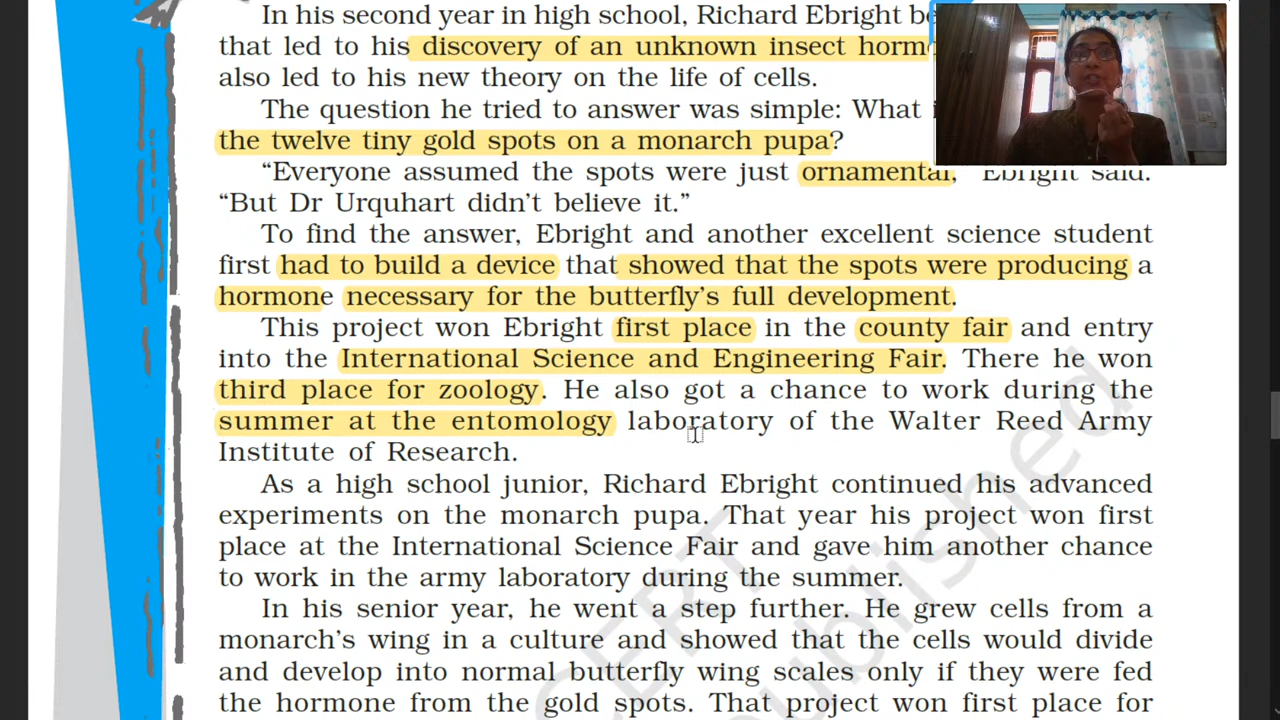 In his second year in high school, Richard Ebright be
that led to his discovery of an unknown insect hormo
also led to his new theory on the life of cells.
The question he tried to answer was simple: What i
the twelve tiny gold spots on a monarch pupa?
“Everyone assumed the spots were just ornamental,” Ebright said.
“But Dr Urquhart didn’t believe it.”
To find the answer, Ebright and another excellent science student
first had to build a device that showed that the spots were producing a
hormone necessary for the butterfly’s full development.
This project won Ebright first place in the county fair and entry
into the International Science and Engineering Fair. There he won
third place for zoology. He also got a chance to work during the
summer at the entomology laboratory of the Walter Reed Army
Institute of Research.
As a high school junior, Richard Ebright continued his advanced
experiments on the monarch pupa. That year his project won first
place at the International Science Fair and gave him another chance
to work in the army laboratory during the summer.
In his senior year, he went a step further. He grew cells from a
monarch’s wing in a culture and showed that the cells would divide
and develop into normal butterfly wing scales only if they were fed
the hormone from the gold spots. That project won first place for
CERT
published